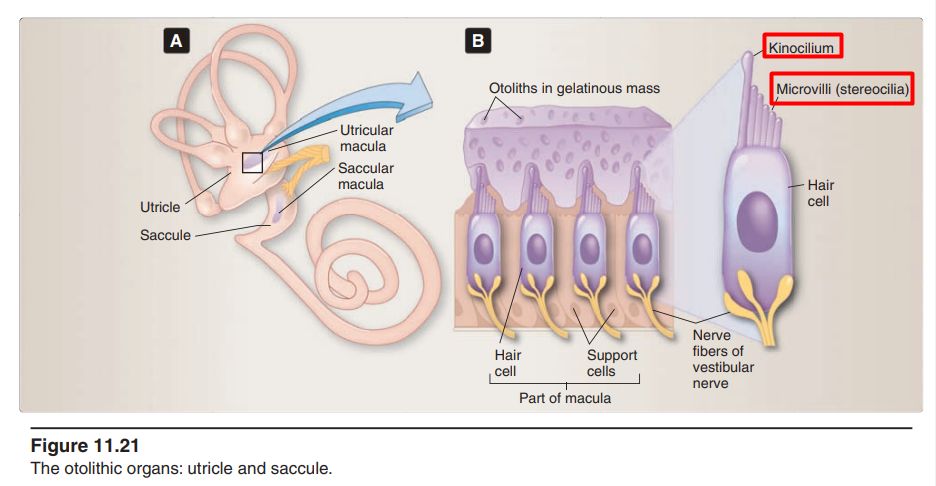 A
Utricular
macula
Saccular
macula
Utricle
Saccule
B
Kinocilium
Microvilli (stereocilia)
Otoliths in gelatinous mass
Hair
cell
Hair
cell
Support
cells
Nerve
fibers of
vestibular
nerve
Part of macula
Figure 11.21
The otolithic organs: utricle and saccule.